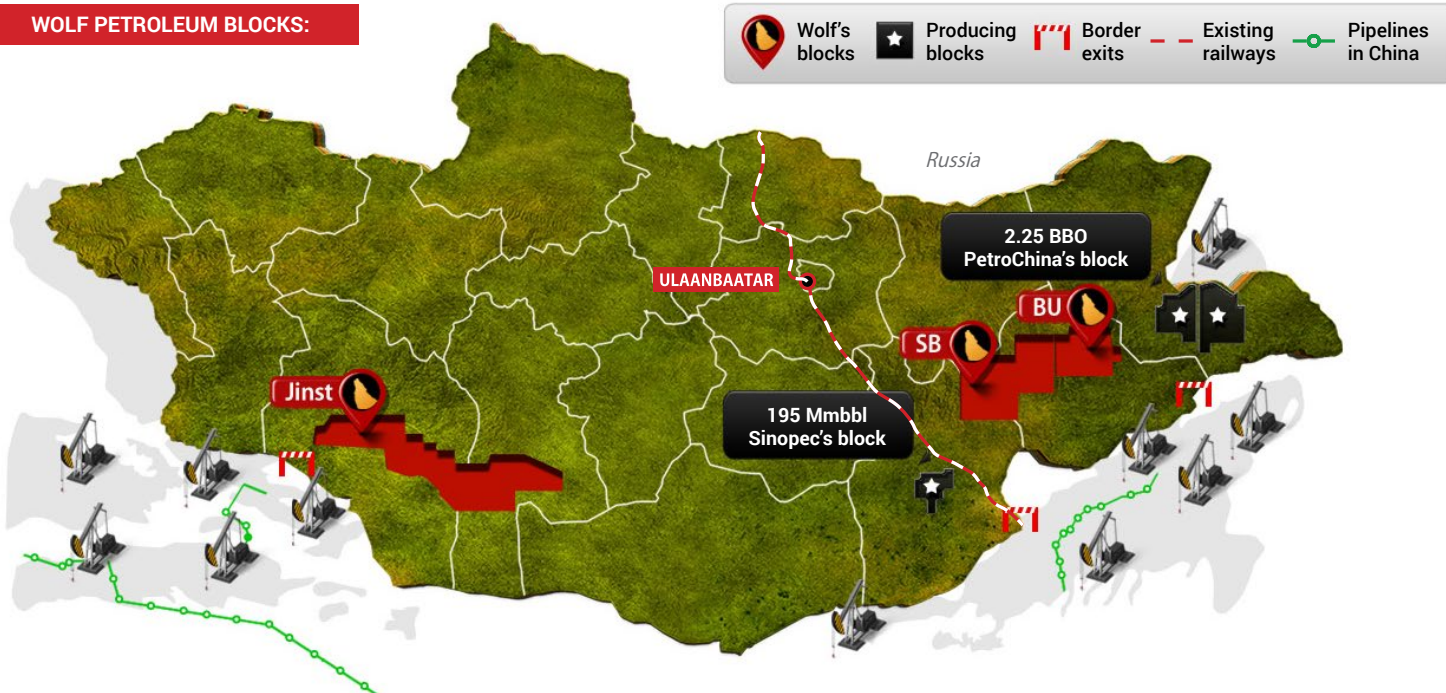 WOLF PETROLEUM BLOCKS:
Wolf's
blocks
Producing
blocks
Border
exits
Existing
railways
Pipelines
in China
Russia
2.25 BBO
PetroChina's block
ULAANBAATAR
BU
SB
Jinst
195 Mmbbl
Sinopec's block